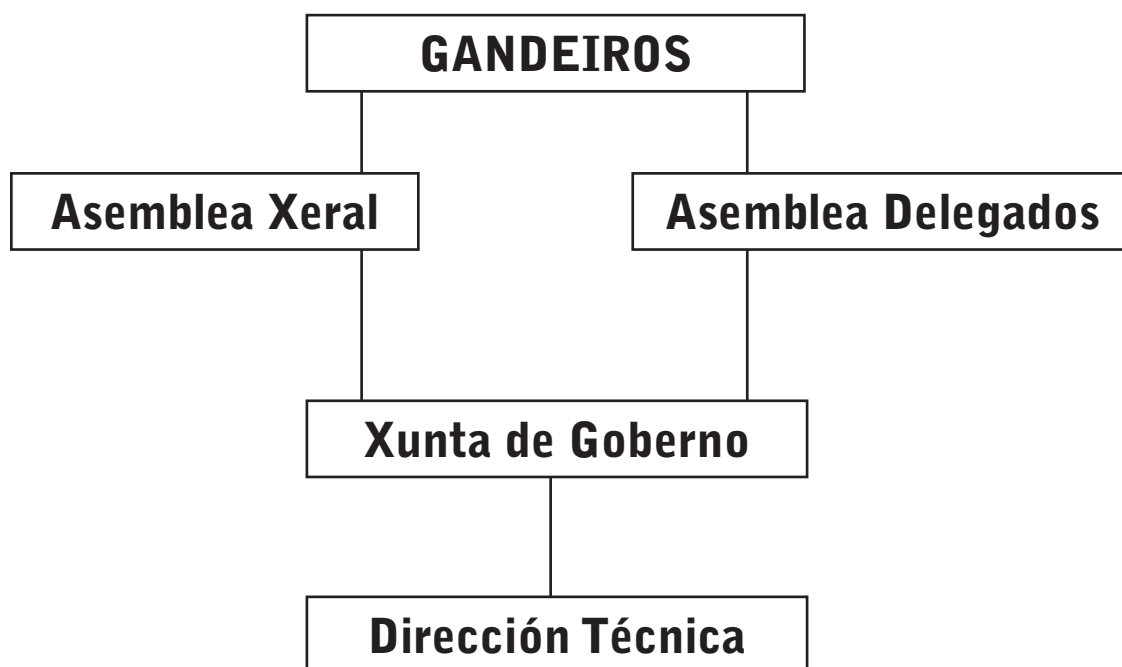 GANDEIROS
Asemblea Xeral
Asemblea Delegados
Xunta de Goberno
Dirección Técnica